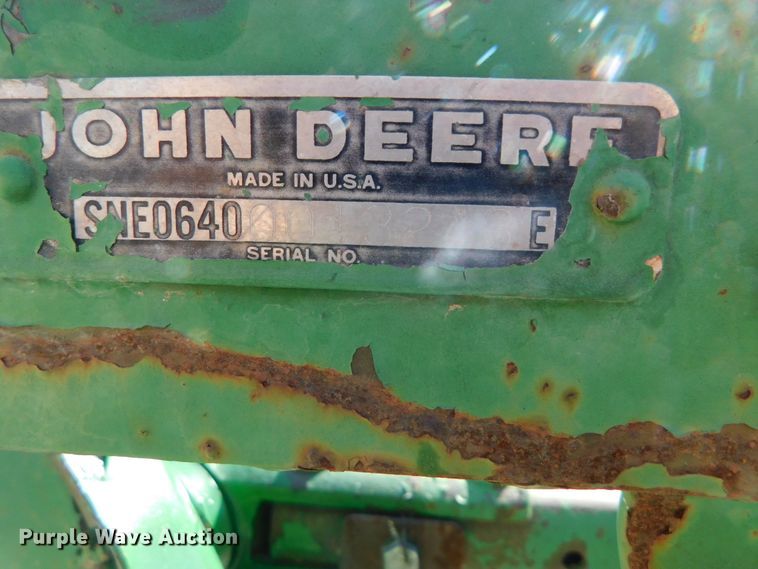 JOHN DEERE
MADE IN U.S.A.
SNE0640 E
SERIAL NO.
Purple Wave Auction